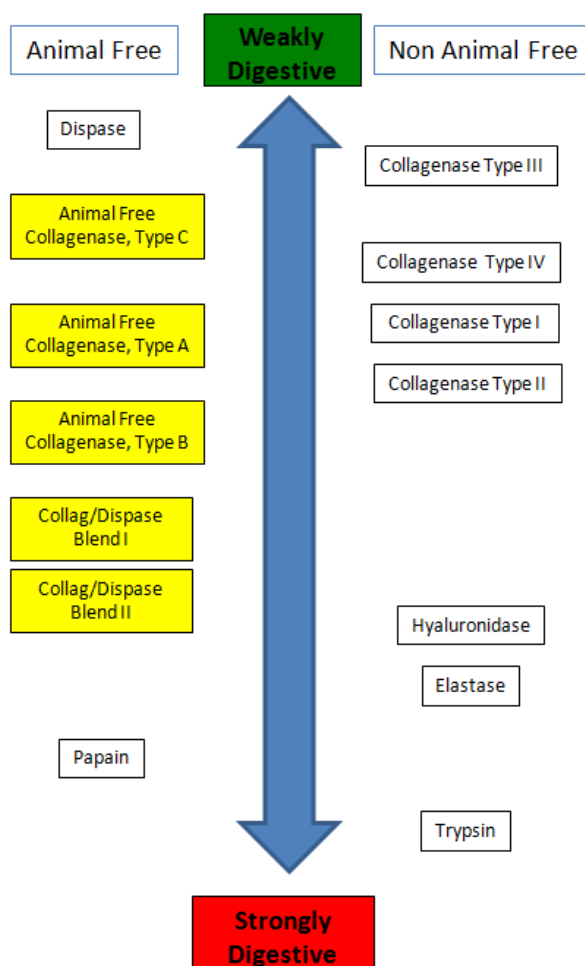 Animal Free
Weakly
Digestive
Non Animal Free
Dispase
Collagenase Type III
Animal Free
Collagenase, Type C
Collagenase Type IV
Animal Free
Collagenase, Type A
Collagenase Type I
Collagenase Type II
Animal Free
Collagenase, Type B
Collag/Dispase
Blend I
Collag/Dispase
Blend II
Hyaluronidase
Elastase
Papain
Trypsin
Strongly
Digestive